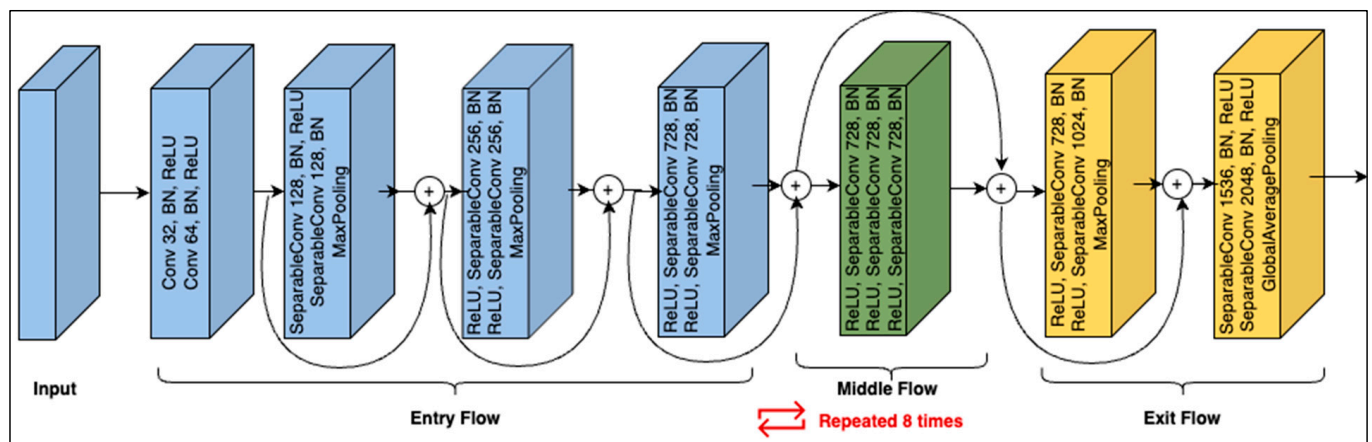 Conv 32, BN, ReLU
Conv 64, BN, ReLU
SeparableConv 128, BN, ReLU
SeparableConv 128, BN
MaxPooling
+
ReLU, SeparableConv 256, BN
ReLU, SeparableConv 256, BN
MaxPooling
+
ReLU, SeparableConv 728, BN
ReLU, SeparableConv 728, BN
MaxPooling
+
ReLU, SeparableConv 728, BN
ReLU, SeparableConv 728, BN
ReLU, SeparableConv 728, BN
+
ReLU, SeparableConv 728, BN
ReLU, SeparableConv 1024, BN
MaxPooling
+
SeparableConv 1536, BN, ReLU
SeparableConv 2048, BN, ReLU
GlobalAveragePooling
Input
Entry Flow
Middle Flow
Repeated 8 times
Exit Flow